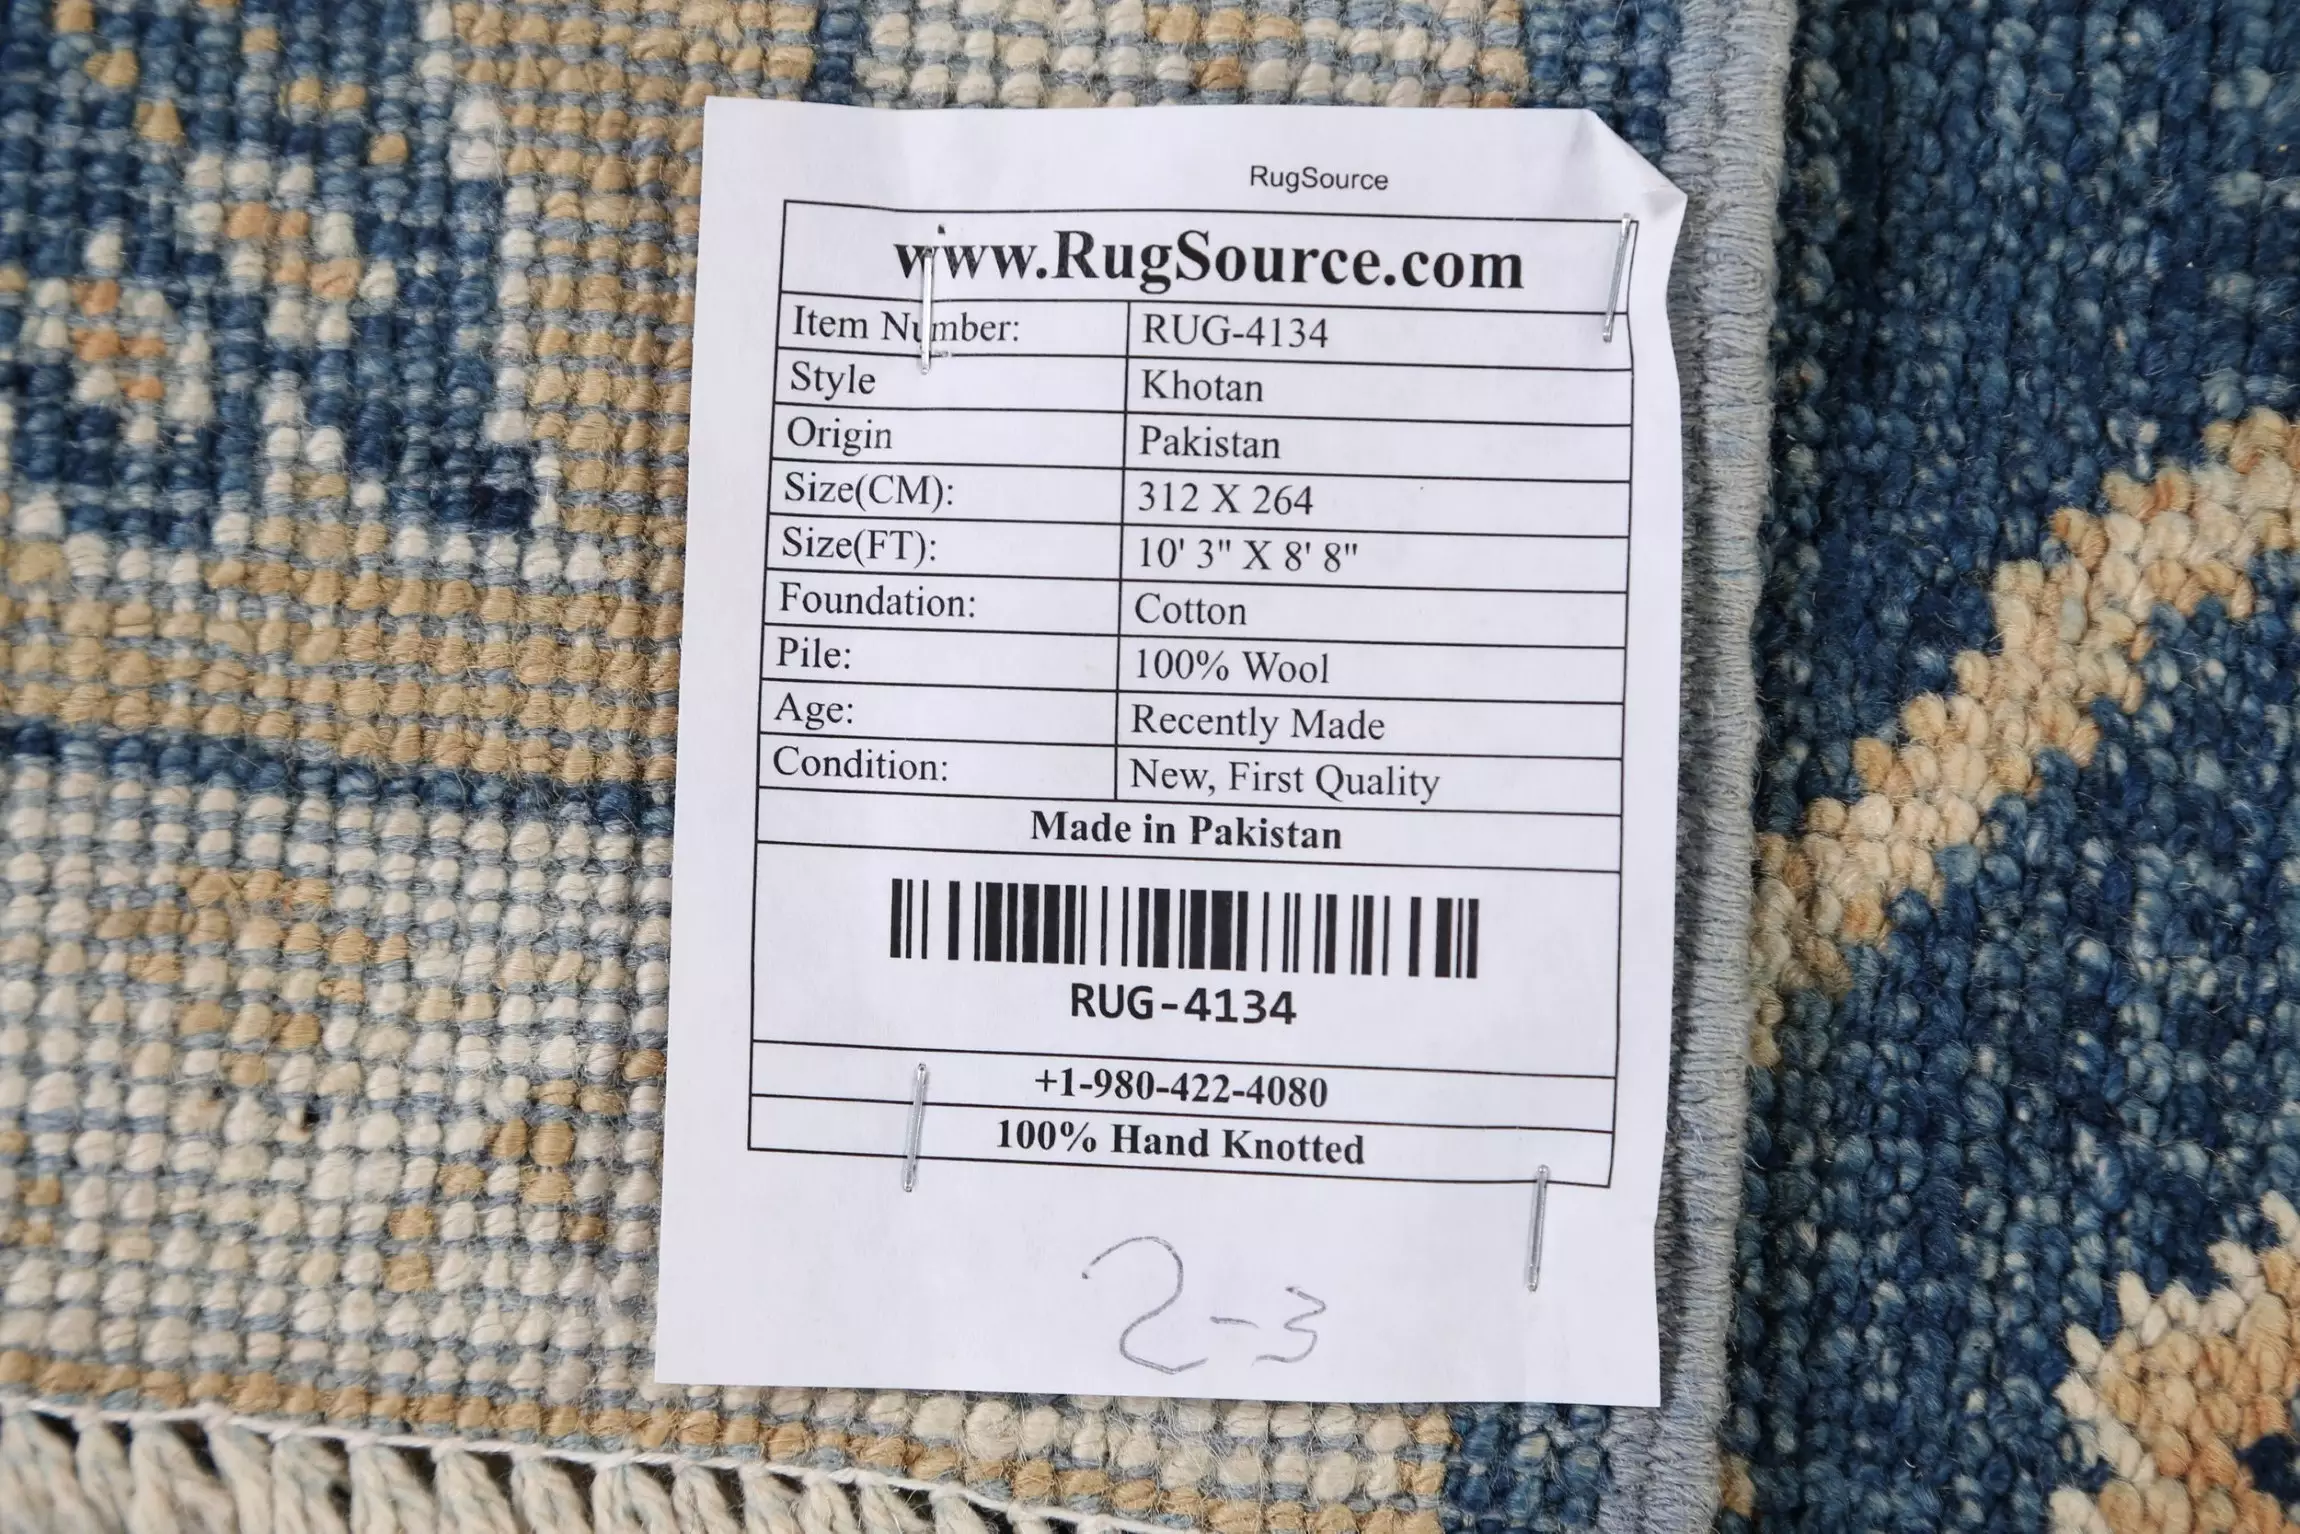 RugSource
www.RugSource.com
Item Number: RUG-4134
Style Khotan
Origin Pakistan
Size(CM): 312 X 264
Size(FT): 10' 3" X 8' 8"
Foundation: Cotton
Pile: 100% Wool
Age: Recently Made
Condition: New, First Quality
Made in Pakistan
RUG-4134
+1-980-422-4080
100% Hand Knotted
2-3